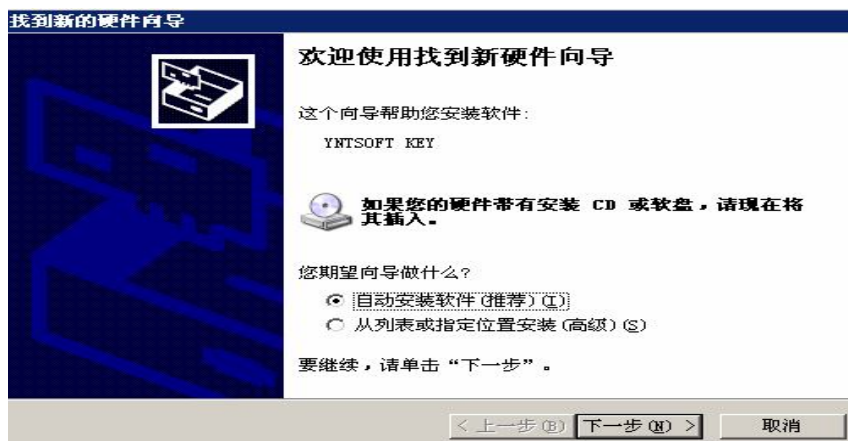 找到新的硬件向导
欢迎使用找到新硬件向导
这个向导帮助您安装软件:
YNTSOFT KEY
如果您的硬件带有安装 CD 或软盘，请现在将
其插入。
您期望向导做什么?
自动安装软件(推荐)(I)
从列表或指定位置安装(高级)(S)
要继续，请单击“下一步”。
< 上一步(B) 下一步(N) > 取消